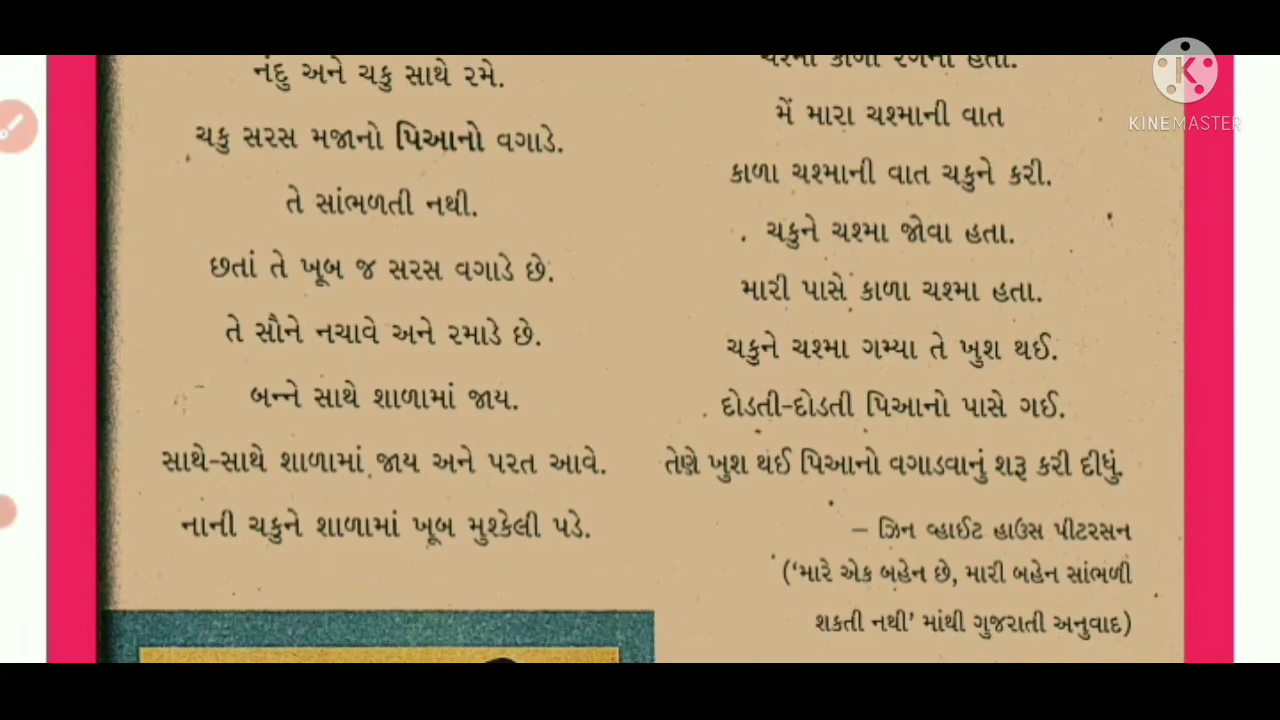 નંદુ અને ચકુ સાથે રમે.
ચકુ સરસ મજાનો પિઆનો વગાડે.
તે સાંભળતી નથી.
છતાં તે ખૂબ જ સરસ વગાડે છે.
તે સૌને નચાવે અને રમાડે છે.
બન્ને સાથે શાળામાં જાય.
સાથે-સાથે શાળામાં જાય અને પરત આવે.
નાની ચકુને શાળામાં ખૂબ મુશ્કેલી પડે.
ચશ્મા કાળા રંગના હતા.
મેં મારા ચશ્માની વાત
કાળા ચશ્માની વાત ચકુને કરી.
ચકુને ચશ્મા જોવા હતા.
મારી પાસે કાળા ચશ્મા હતા.
ચકુને ચશ્મા ગમ્યા તે ખુશ થઈ.
દોડતી-દોડતી પિઆનો પાસે ગઈ.
તેણે ખુશ થઈ પિઆનો વગાડવાનું શરૂ કરી દીધું.
– ઝિન વ્હાઈટ હાઉસ પીટરસન
(‘મારે એક બહેન છે, મારી બહેન સાંભળી
શકતી નથી’ માંથી ગુજરાતી અનુવાદ)
KINEMASTER